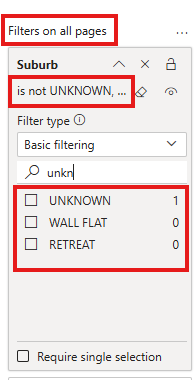 Filters on all pages ...
Suburb
is not UNKNOWN, ...
Filter type
Basic filtering
unkn
UNKNOWN 1
WALL FLAT 0
RETREAT 0
Require single selection